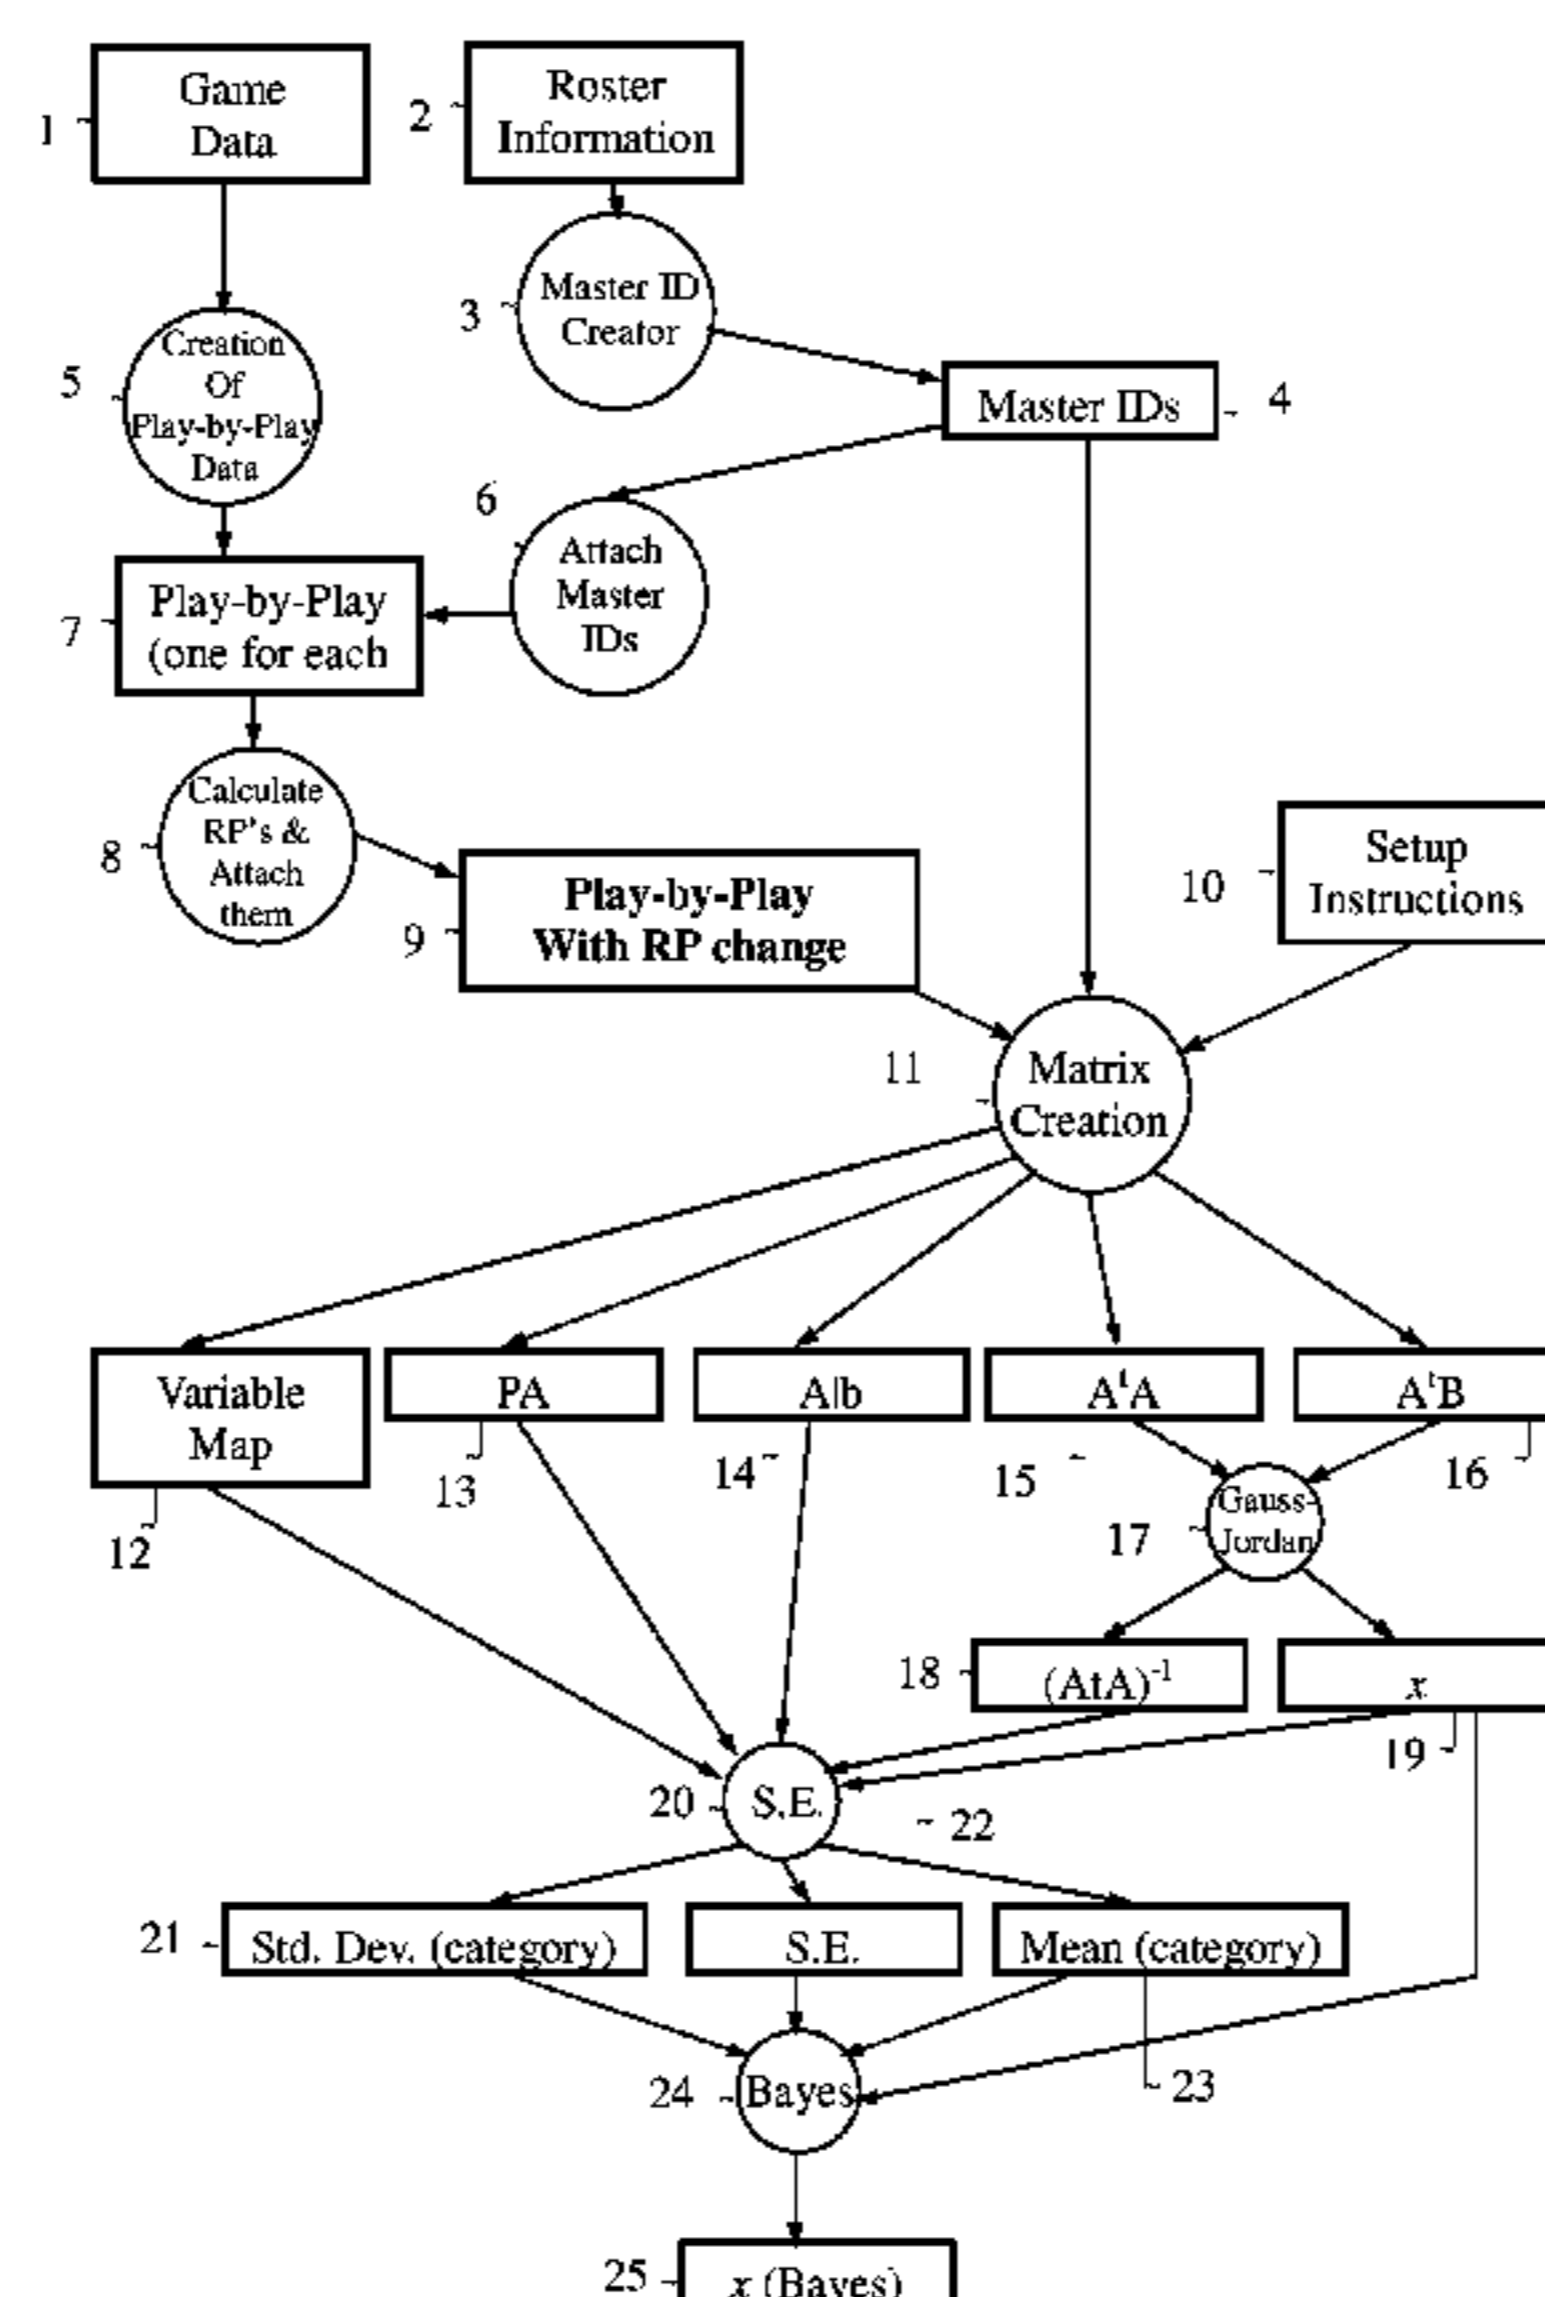 Game
Data
1
Roster
Information
2
Master ID
Creator
3
Master IDs
4
Creation
Of
Play-by-Play
Data
5
6
Attach
Master
IDs
Play-by-Play
(one for each
7
Calculate
RP's &
Attach
them
8
Play-by-Play
With RP change
9
Setup
Instructions
10
Matrix
Creation
11
Variable
Map
12
PA
13
A|b
14
AᵗA
15
AᵗB
16
Gauss-
Jordan
17
(AtA)⁻¹
18
x
19
S.E.
20
22
Std. Dev. (category)
21
S.E.
Mean (category)
23
Bayes
24
x (Bayes)
25